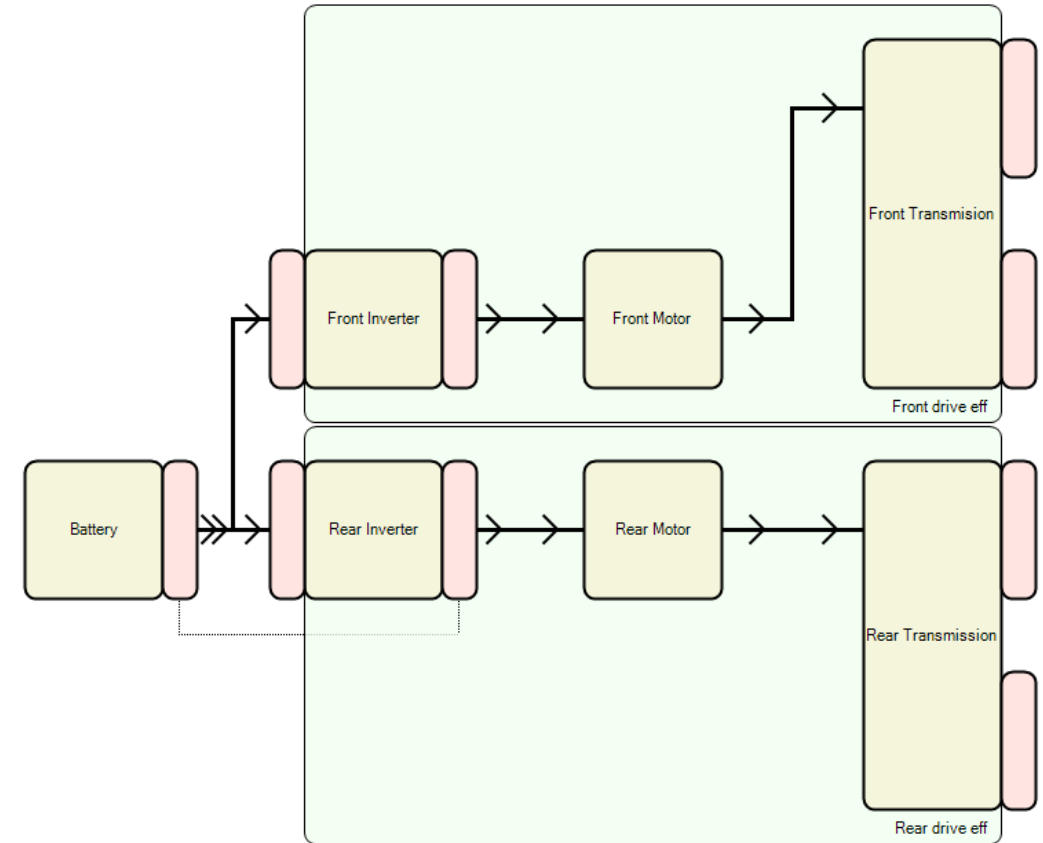 Front Transmision
Front Inverter
Front Motor
Front drive eff
Battery
Rear Inverter
Rear Motor
Rear Transmission
Rear drive eff